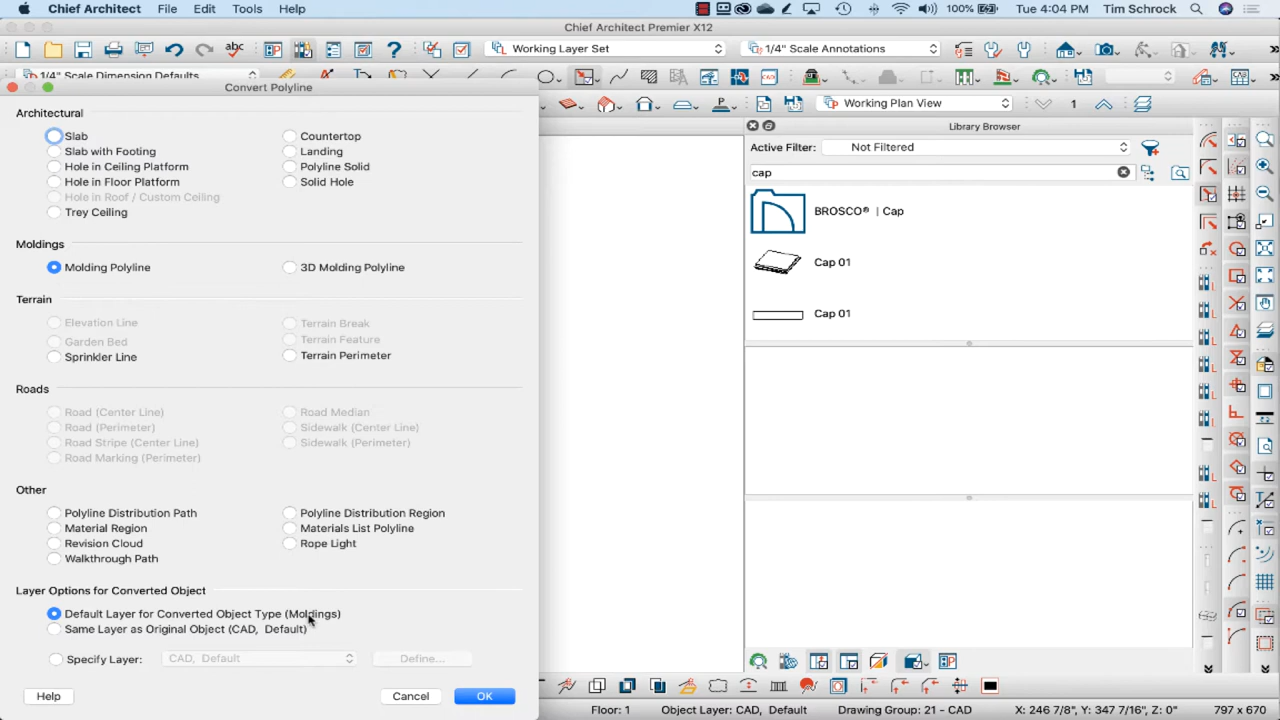 Chief Architect File Edit Tools Help 100% Tue 4:04 PM Tim Schrock
Chief Architect Premier X12
abc ? Working Layer Set 1/4" Scale Annotations
1/4" Scale Dimension Defaults
Convert Polyline
Working Plan View 1
Architectural
Slab Countertop
Slab with Footing Landing
Hole in Ceiling Platform Polyline Solid
Hole in Floor Platform Solid Hole
Hole in Roof / Custom Ceiling
Trey Ceiling
Moldings
Molding Polyline 3D Molding Polyline
Terrain
Elevation Line Terrain Break
Garden Bed Terrain Feature
Sprinkler Line Terrain Perimeter
Roads
Road (Center Line) Road Median
Road (Perimeter) Sidewalk (Center Line)
Road Stripe (Center Line) Sidewalk (Perimeter)
Road Marking (Perimeter)
Other
Polyline Distribution Path Polyline Distribution Region
Material Region Materials List Polyline
Revision Cloud Rope Light
Walkthrough Path
Layer Options for Converted Object
Default Layer for Converted Object Type (Moldings)
Same Layer as Original Object (CAD, Default)
Specify Layer: CAD, Default Define...
Help Cancel OK
Library Browser
Active Filter: Not Filtered
cap
BROSCO® | Cap
Cap 01
Cap 01
Floor: 1 Object Layer: CAD, Default Drawing Group: 21 - CAD X: 246 7/8", Y: 347 7/16", Z: 0" 797 x 670